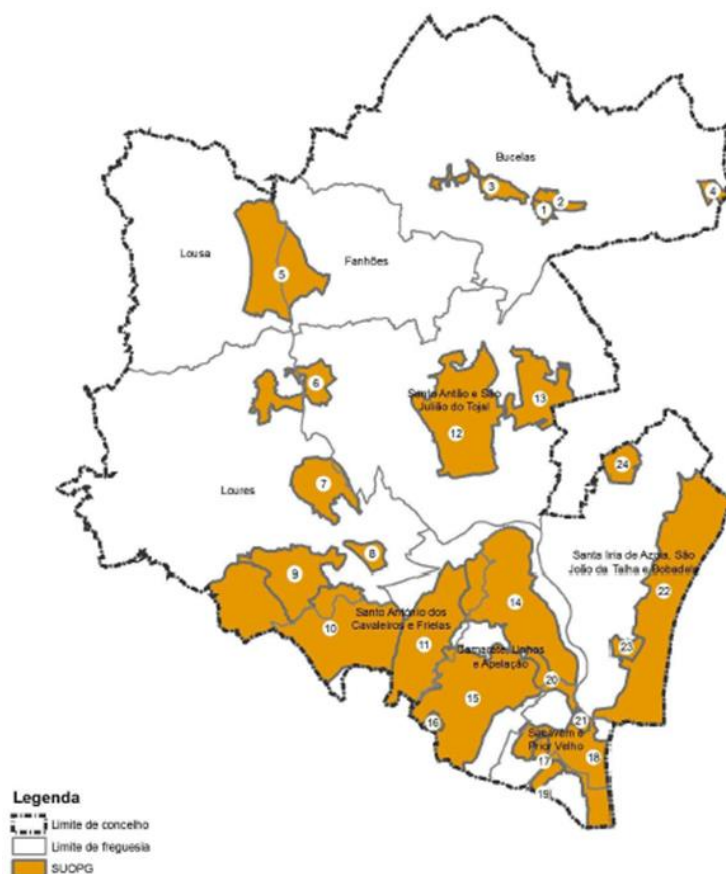 Bucelas
3
2
1
4
Lousa
Fanhões
5
6
Santo Antão e São
Julião do Tojal
13
12
24
7
Loures
8
Santa Iria de Azoia, São
João da Talha e Bobadela
22
9
14
Santo António dos
Cavaleiros e Frielas
10
11
Camarate, Unhos
e Apelação
23
20
15
16
21
Sacavém e
Prior Velho
17
18
19
Legenda
Limite de concelho
Limite de freguesia
SUOPG